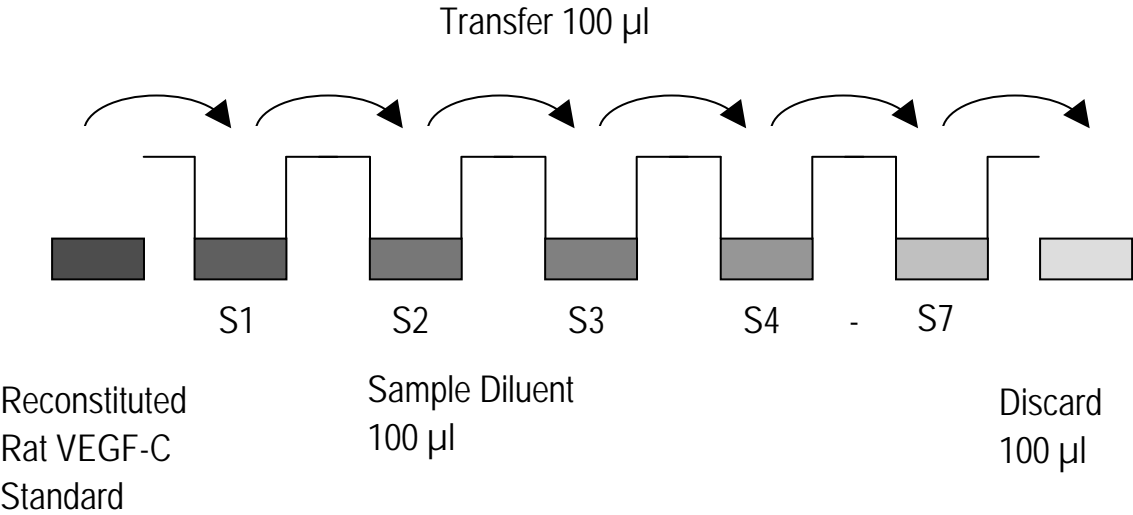 Transfer 100 µl
S1 S2 S3 S4 - S7
Reconstituted
Rat VEGF-C
Standard
Sample Diluent
100 µl
Discard
100 µl